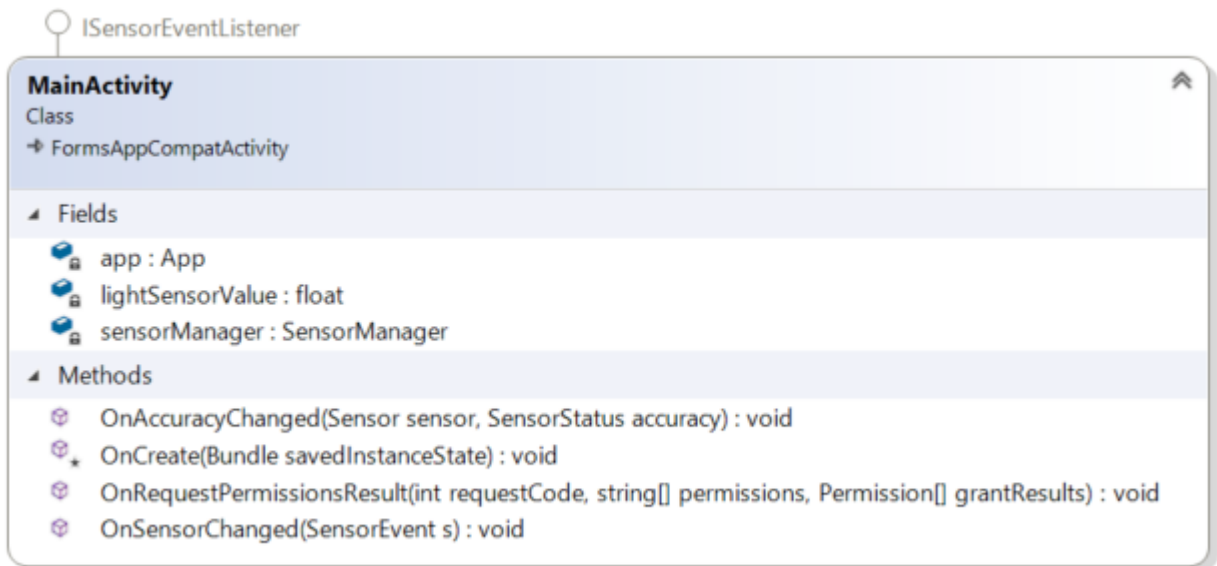 ISensorEventListener
MainActivity
Class
FormsAppCompatActivity
Fields
app : App
lightSensorValue : float
sensorManager : SensorManager
Methods
OnAccuracyChanged(Sensor sensor, SensorStatus accuracy) : void
OnCreate(Bundle savedInstanceState) : void
OnRequestPermissionsResult(int requestCode, string[] permissions, Permission[] grantResults) : void
OnSensorChanged(SensorEvent s) : void